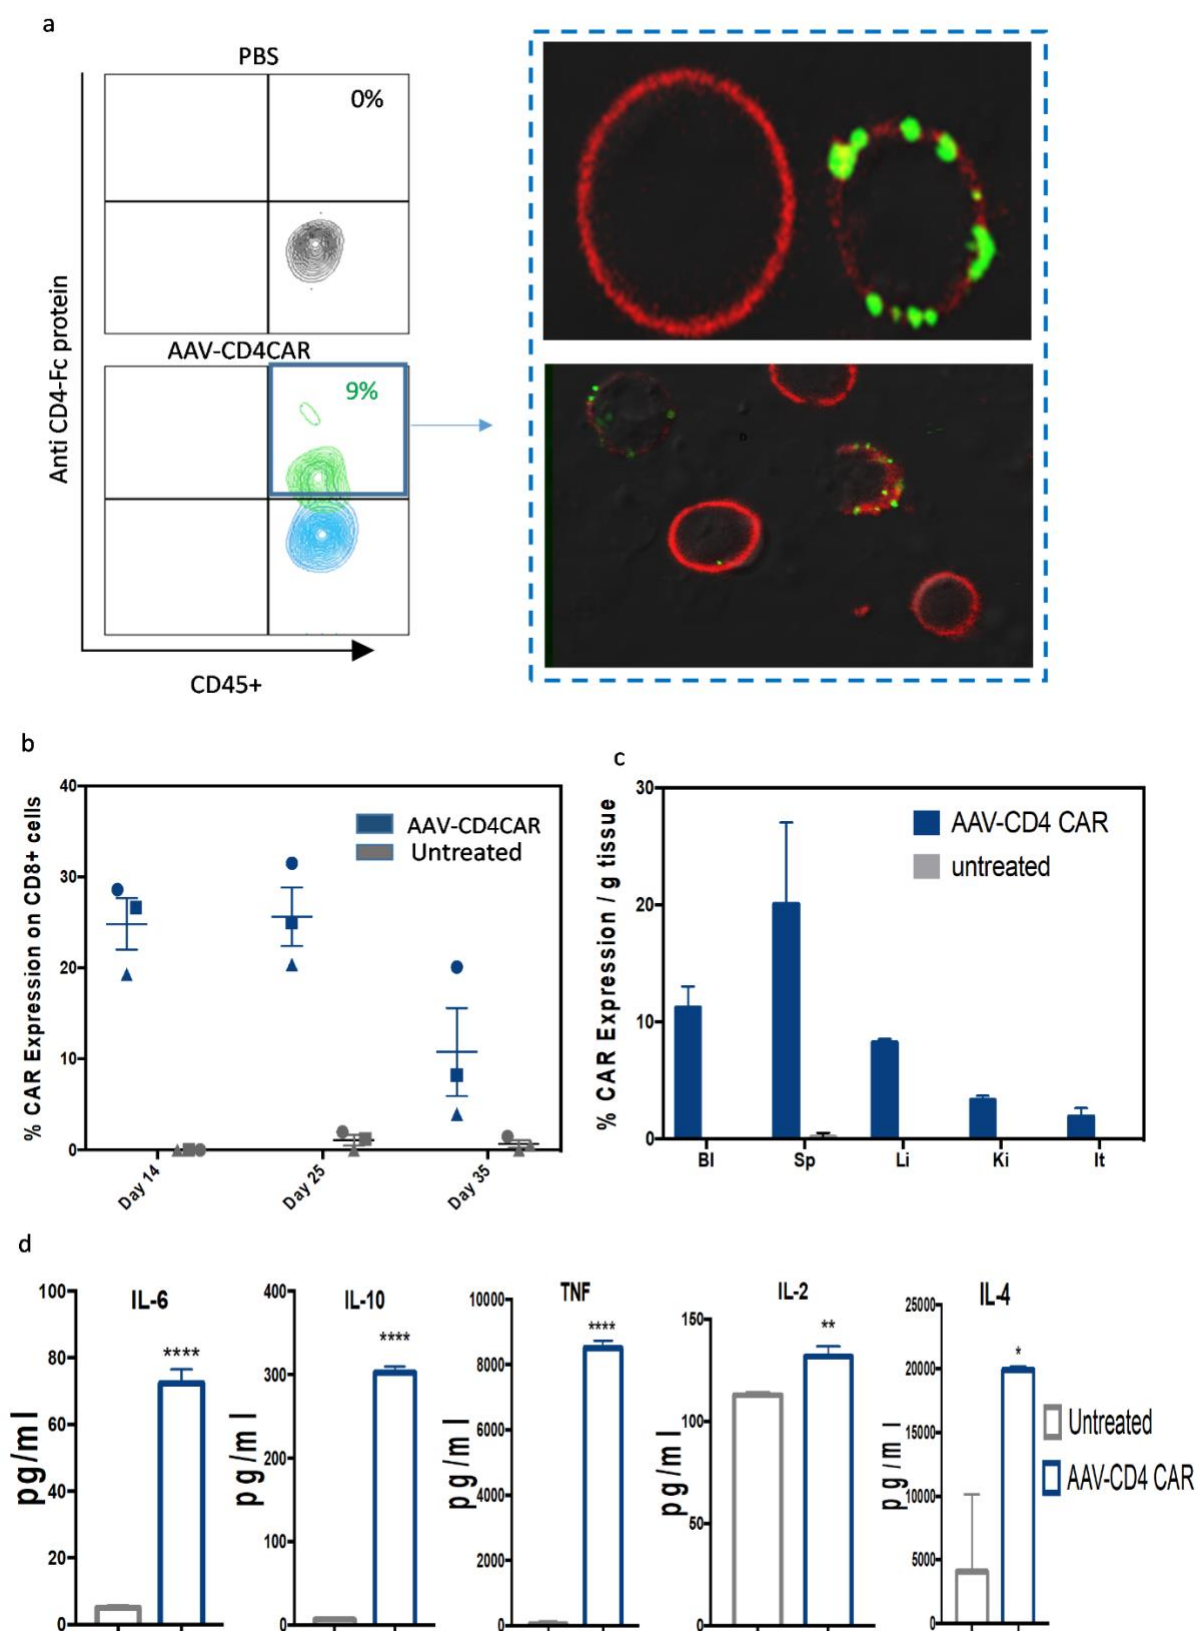 a
PBS
0%
AAV-CD4CAR
9%
Anti CD4-Fc protein
CD45+
b
% CAR Expression on CD8+ cells
40
30
20
10
0
AAV-CD4CAR
Untreated
Day 14
Day 25
Day 35
c
% CAR Expression / g tissue
30
20
10
0
AAV-CD4 CAR
untreated
Bl Sp Li Ki It
d
IL-6
pg/ml
100
80
60
40
20
0
****
IL-10
pg/ml
400
300
200
100
0
****
TNF
pg/ml
10000
8000
6000
4000
2000
0
****
IL-2
pg/ml
150
100
50
0
**
IL-4
pg/ml
25000
20000
15000
10000
5000
0
*
Untreated
AAV-CD4 CAR